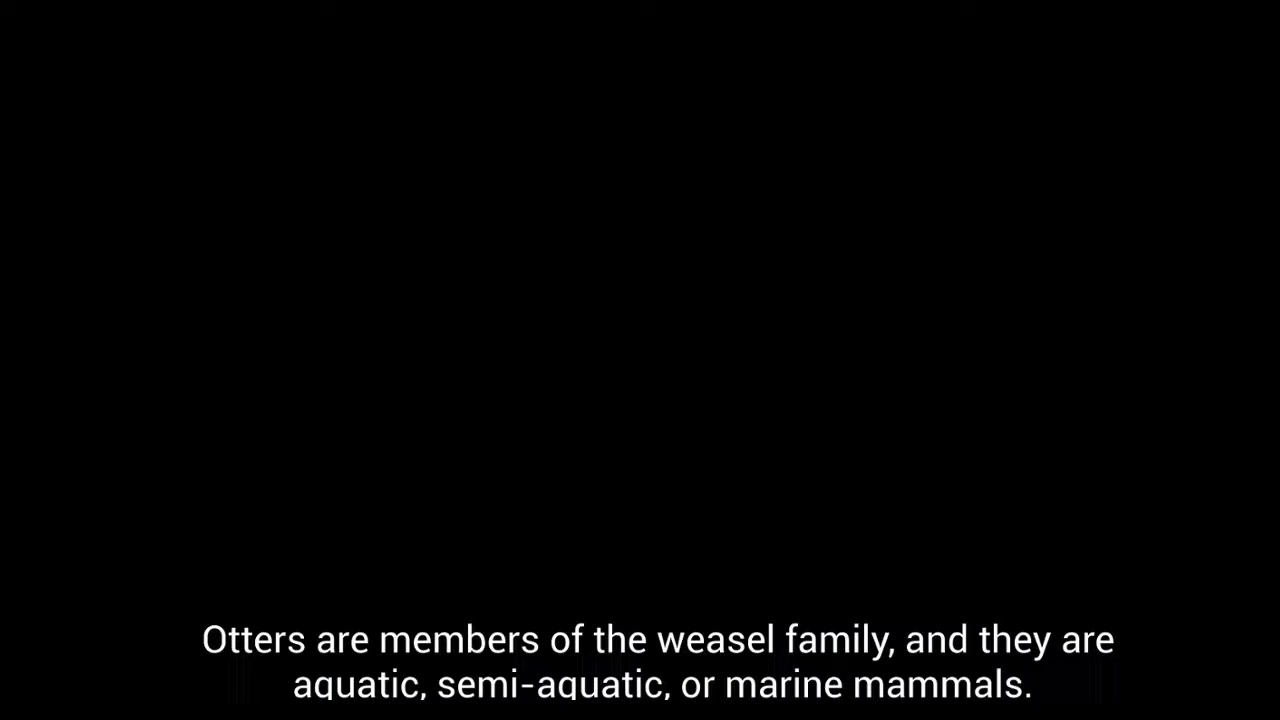 Otters are members of the weasel family, and they are
aquatic, semi-aquatic, or marine mammals.